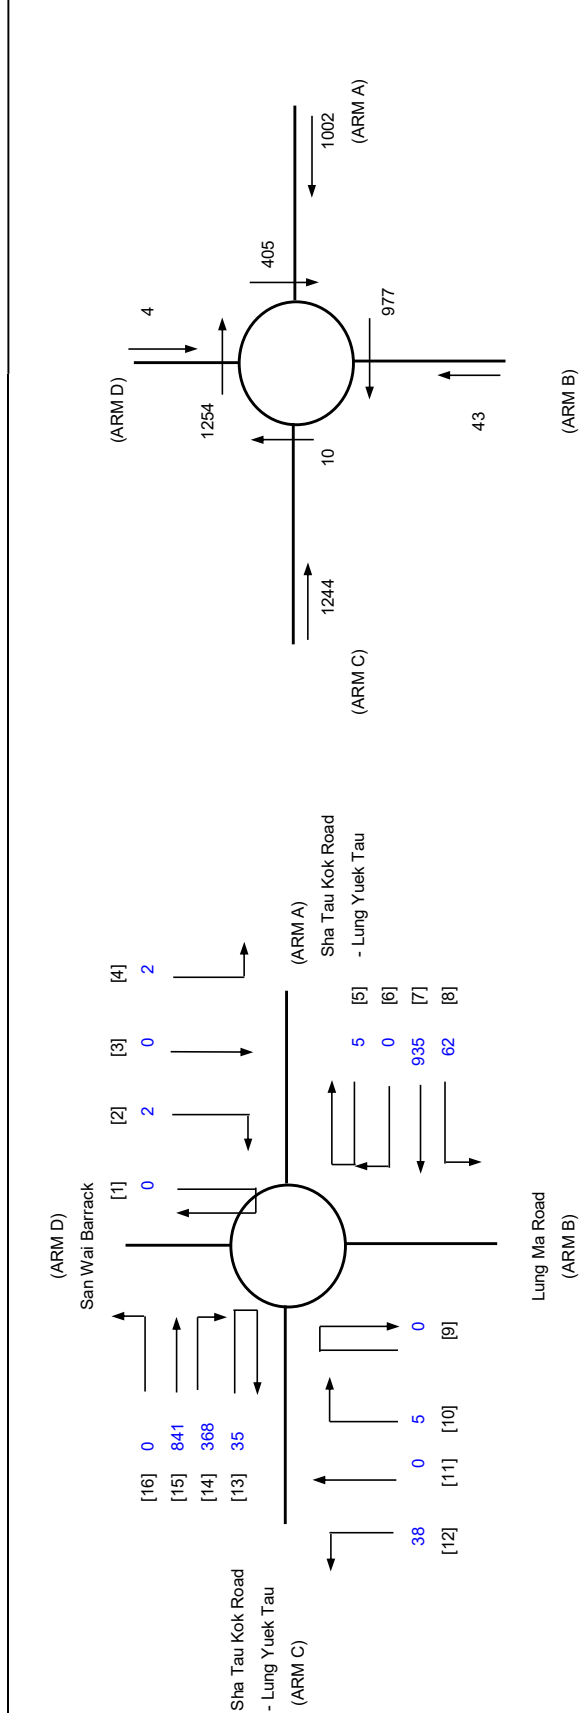 (ARM D)
4
1254
405
1002
(ARM A)
10
977
1244
(ARM C)
43
(ARM B)
(ARM D)
San Wai Barrack
[1]
[2]
[3]
[4]
0
2
0
2
[16]
0
[15]
841
[14]
368
[13]
35
(ARM A)
Sha Tau Kok Road
- Lung Yuek Tau
5
[5]
0
[6]
935
[7]
62
[8]
Sha Tau Kok Road
- Lung Yuek Tau
(ARM C)
38
0
5
0
[12]
[11]
[10]
[9]
Lung Ma Road
(ARM B)